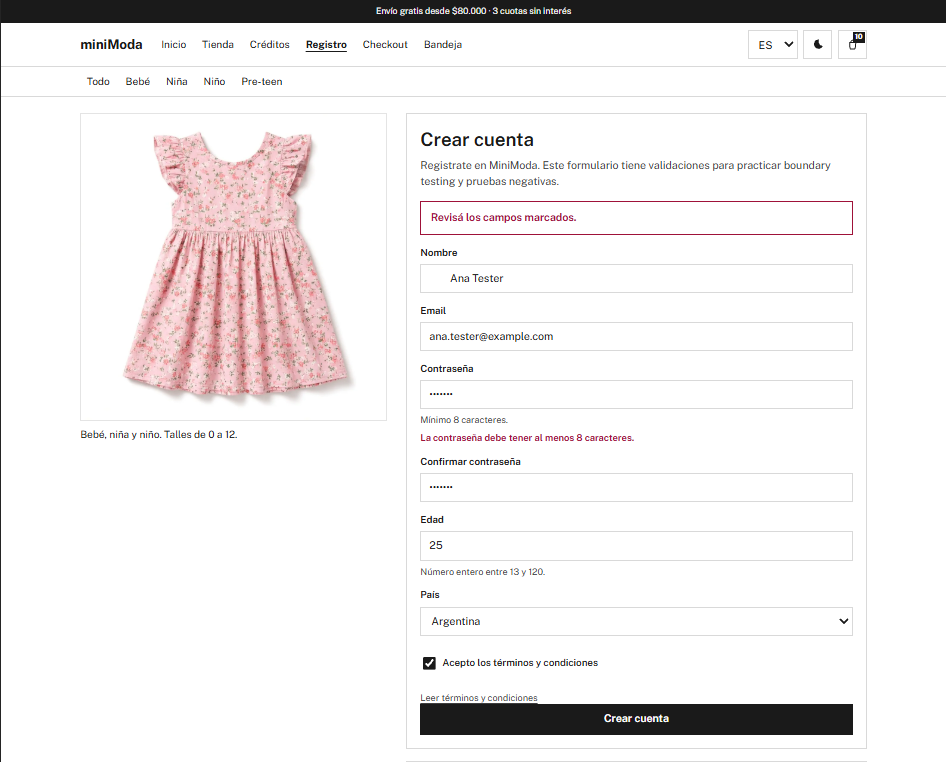 Envío gratis desde $80.000 · 3 cuotas sin interés
miniModa Inicio Tienda Créditos Registro Checkout Bandeja ES 10
Todo Bebé Niña Niño Pre-teen
Crear cuenta
Registrate en MiniModa. Este formulario tiene validaciones para practicar boundary
testing y pruebas negativas.
Revisá los campos marcados.
Nombre
Ana Tester
Email
ana.tester@example.com
Contraseña
•••••••
Mínimo 8 caracteres.
La contraseña debe tener al menos 8 caracteres.
Confirmar contraseña
•••••••
Edad
25
Número entero entre 13 y 120.
País
Argentina
Acepto los términos y condiciones
Leer términos y condiciones
Crear cuenta
Bebé, niña y niño. Talles de 0 a 12.